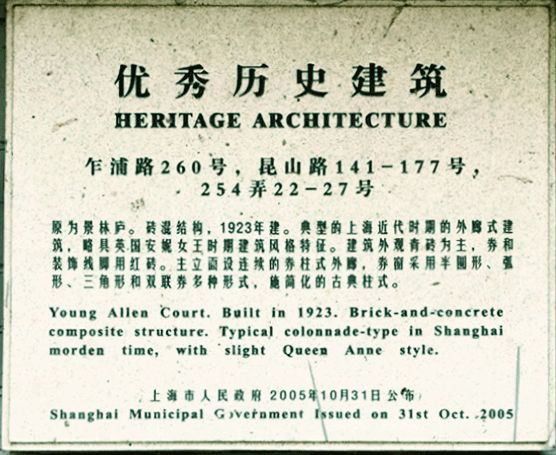 优秀历史建筑
HERITAGE ARCHITECTURE
乍浦路260号，昆山路141－177号，
254弄22－27号
原为景林庐。砖混结构，1923年建。典型的上海近代时期的外廊式建
筑，略具英国安妮女王时期建筑风格特征。建筑外观青砖为主，券和
装饰线脚用红砖。主立面设连续的券柱式外廊，券窗采用半圆形、弧
形、三角形和双联券多种形式，施简化的古典柱式。
Young Allen Court. Built in 1923. Brick-and-concrete
composite structure. Typical colonnade-type in Shanghai
morden time, with slight Queen Anne style.
上海市人民政府 2005年10月31日公布
Shanghai Municipal Government Issued on 31st Oct. 2005